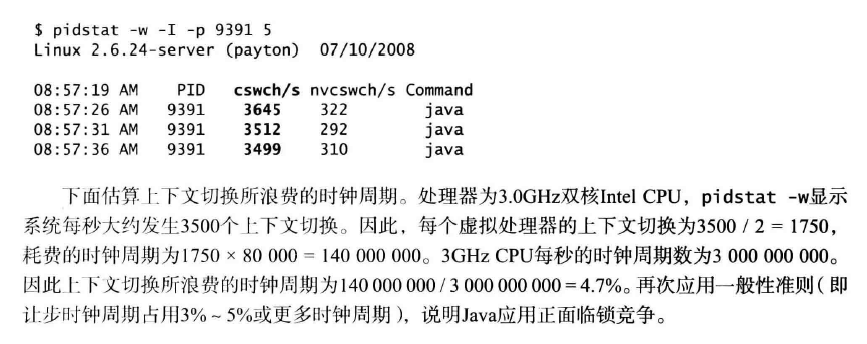 $ pidstat -w -I -p 9391 5
Linux 2.6.24-server (payton) 07/10/2008
08:57:19 AM PID cswch/s nvcswch/s Command
08:57:26 AM 9391 3645 322 java
08:57:31 AM 9391 3512 292 java
08:57:36 AM 9391 3499 310 java
下面估算上下文切换所浪费的时钟周期。处理器为3.0GHz双核Intel CPU，pidstat -w显示
系统每秒大约发生3500个上下文切换。因此，每个虚拟处理器的上下文切换为3500 / 2 = 1750，
耗费的时钟周期为1750 × 80 000 = 140 000 000。3GHz CPU每秒的时钟周期数为3 000 000 000。
因此上下文切换所浪费的时钟周期为140 000 000 / 3 000 000 000 = 4.7%。再次应用一般性准则（即
让步时钟周期占用3% ~ 5%或更多时钟周期），说明Java应用正面临锁竞争。